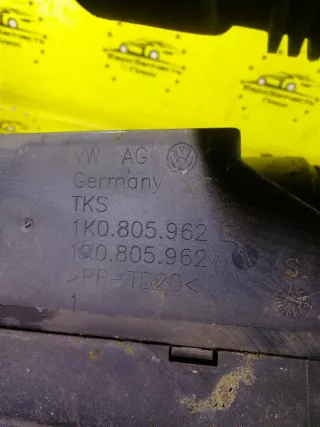 VW AG
Germany
TKS
1K0.805.962 E
1Q0.805.962
>PP-TD20<
1